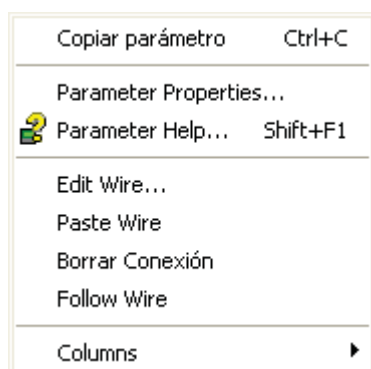 Copiar parámetro Ctrl+C
Parameter Properties...
Parameter Help... Shift+F1
Edit Wire...
Paste Wire
Borrar Conexión
Follow Wire
Columns